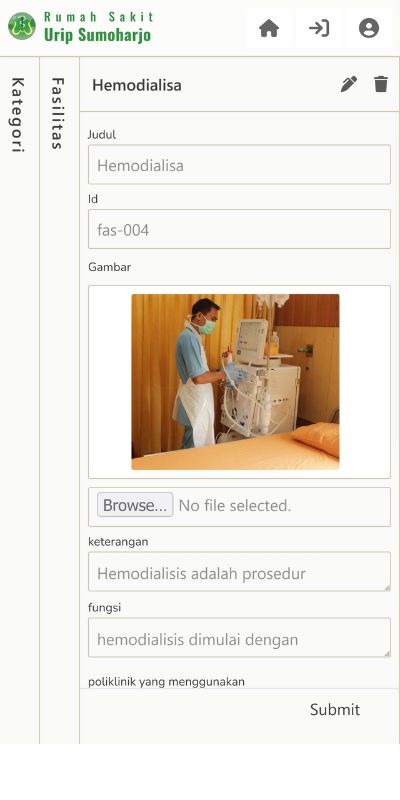 Rumah Sakit
Urip Sumoharjo
Kategori
Fasilitas
Hemodialisa
Judul
Hemodialisa
Id
fas-004
Gambar
Browse... No file selected.
keterangan
Hemodialisis adalah prosedur
fungsi
hemodialisis dimulai dengan
poliklinik yang menggunakan
Submit